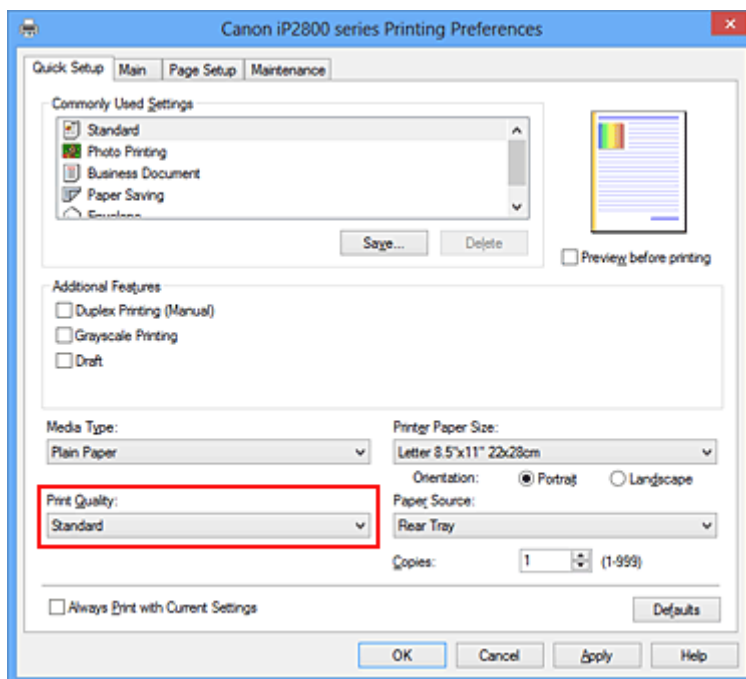 Canon iP2800 series Printing Preferences
Quick Setup Main Page Setup Maintenance
Commonly Used Settings
Standard
Photo Printing
Business Document
Paper Saving
Envelope
Save... Delete
Preview before printing
Additional Features
Duplex Printing (Manual)
Grayscale Printing
Draft
Media Type: Printer Paper Size:
Plain Paper Letter 8.5"x11" 22x28cm
Orientation: Portrait Landscape
Print Quality: Paper Source:
Standard Rear Tray
Copies: 1 (1-999)
Always Print with Current Settings Defaults
OK Cancel Apply Help